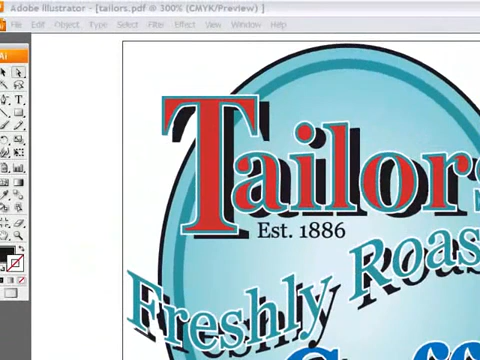 Adobe Illustrator - [tailors.pdf @ 300% (CMYK/Preview) ]
File Edit Object Type Select Filter Effect View Window Help
Ai
Tailors
Est. 1886
Freshly Roas